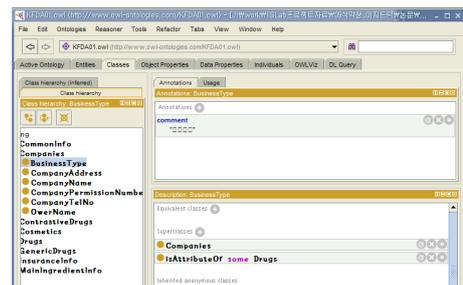 KFDA01.owl (http://www.owl-ontologies.com/KFDA01.owl)
File Edit Ontologies Reasoner Tools Refactor Tabs View Window Help
KFDA01.owl (http://www.owl-ontologies.com/KFDA01.owl)
Active Ontology Entities Classes Object Properties Data Properties Individuals OWLViz DL Query
Class hierarchy (inferred)
Class hierarchy
Class hierarchy: BusinessType
ng
CommonInfo
Companies
BusinessType
CompanyAddress
CompanyName
CompanyPermissionNumbe
CompanyTelNo
OwerName
ContrastiveDrugs
Cosmetics
Drugs
GenericDrugs
InsuranceInfo
MainIngredientInfo
Annotations Usage
Annotations: BusinessType
Annotations
comment
"□□□□"
Description: BusinessType
Equivalent classes
Superclasses
Companies
isAttributeOf some Drugs
Inherited anonymous classes